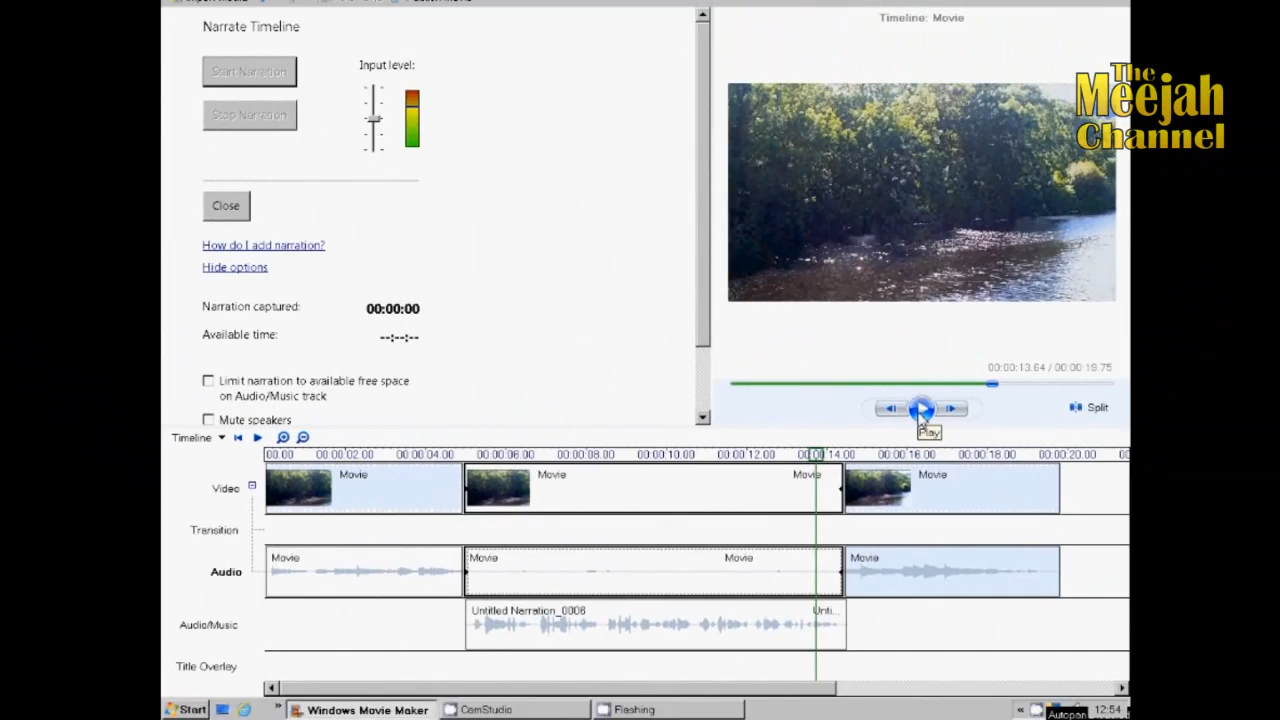 Narrate Timeline
Timeline: Movie
The
Meejah
Channel
Start Narration
Input level:
Stop Narration
Close
How do I add narration?
Hide options
Narration captured: 00:00:00
Available time: --:--:--
Limit narration to available free space
on Audio/Music track
Mute speakers
00:00:13.64 / 00:00:19.75
Split
Play
Timeline
00.00 00:00:02.00 00:00:04.00 00:00:06.00 00:00:08.00 00:00:10.00 00:00:12.00 00:00:14.00 00:00:16.00 00:00:18.00 00:00:20.00
Video Movie Movie Movie Movie
Transition
Audio Movie Movie Movie Movie
Untitled Narration_0006 Unti...
Audio/Music
Title Overlay
Start Windows Movie Maker CamStudio Flashing 12:54
Autopan